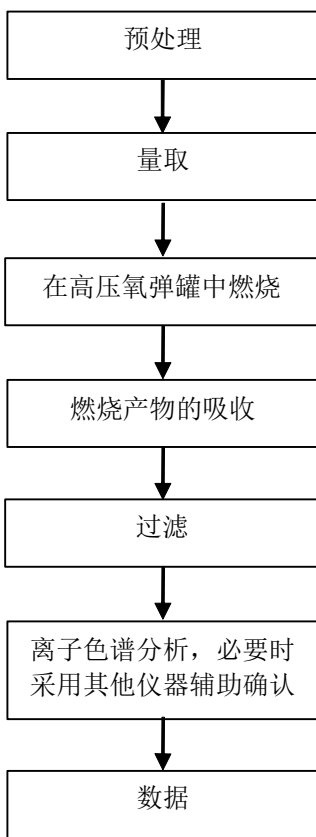 预处理
量取
在高压氧弹罐中燃烧
燃烧产物的吸收
过滤
离子色谱分析，必要时
采用其他仪器辅助确认
数据